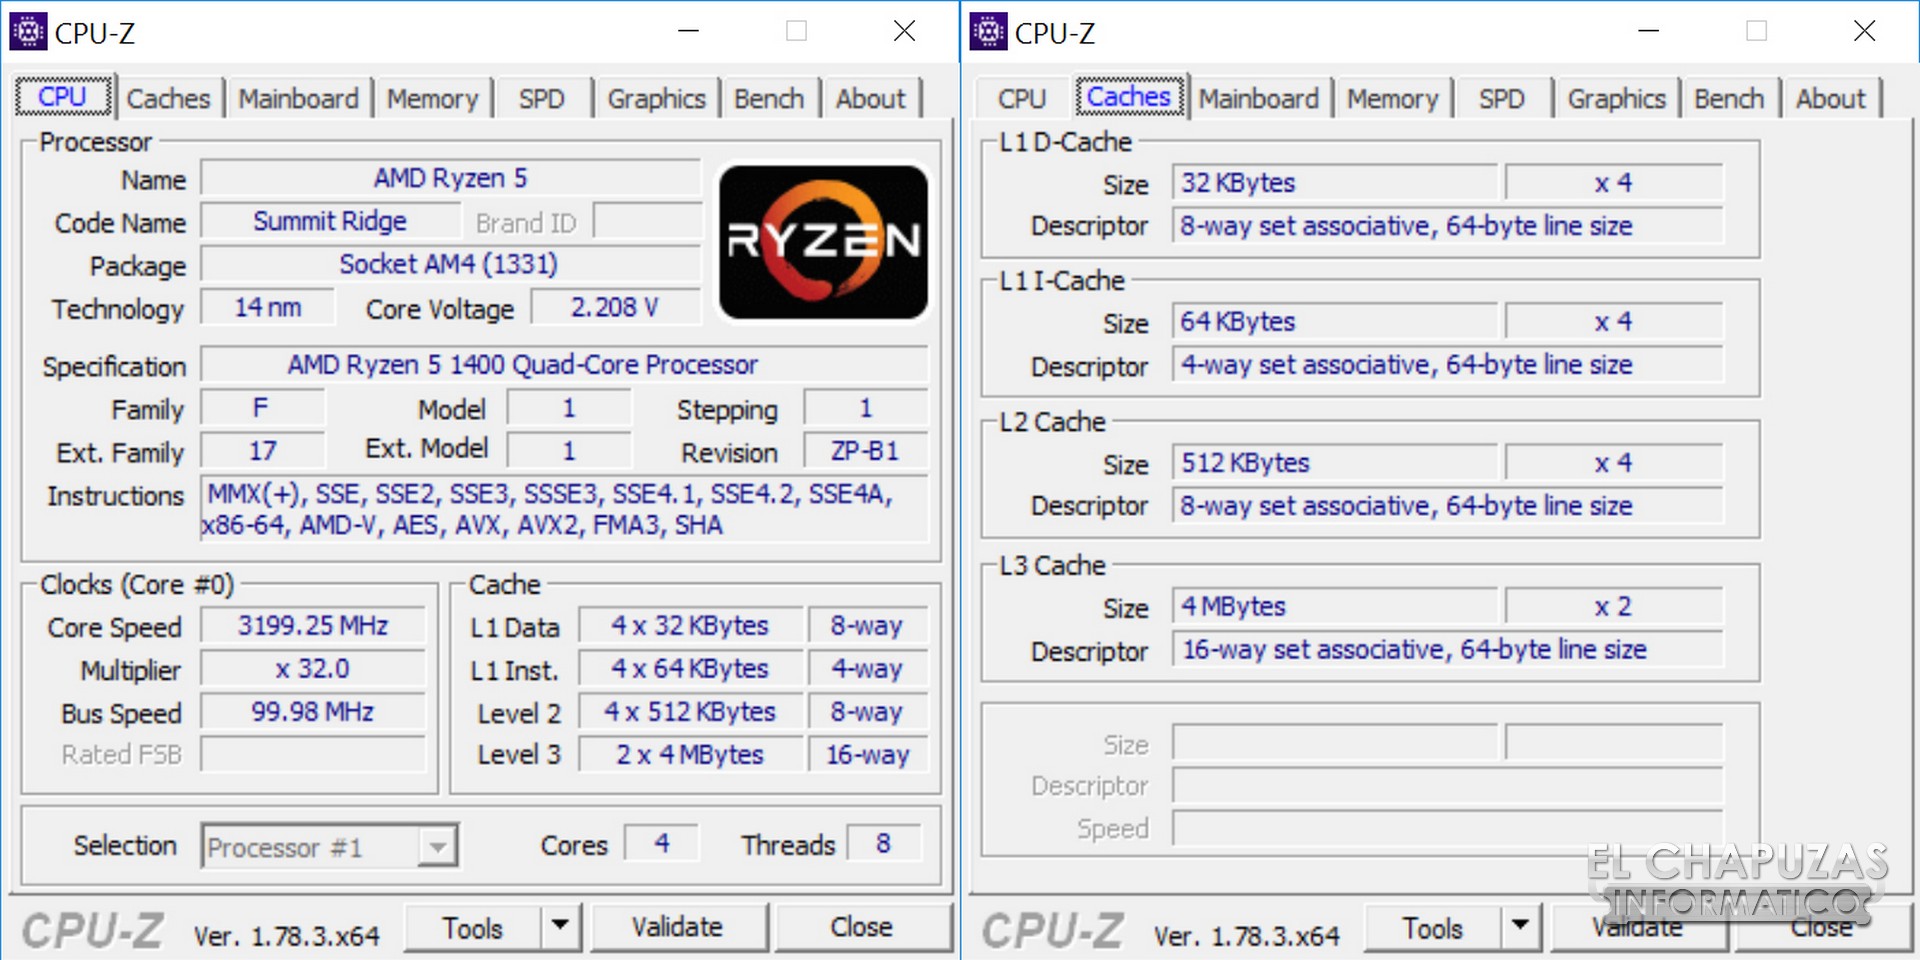 CPU-Z
CPU Caches Mainboard Memory SPD Graphics Bench About
Processor
Name AMD Ryzen 5
Code Name Summit Ridge Brand ID
Package Socket AM4 (1331)
Technology 14 nm Core Voltage 2.208 V
RYZEN
Specification AMD Ryzen 5 1400 Quad-Core Processor
Family F Model 1 Stepping 1
Ext. Family 17 Ext. Model 1 Revision ZP-B1
Instructions MMX(+), SSE, SSE2, SSE3, SSSE3, SSE4.1, SSE4.2, SSE4A,
x86-64, AMD-V, AES, AVX, AVX2, FMA3, SHA
Clocks (Core #0)
Core Speed 3199.25 MHz
Multiplier x 32.0
Bus Speed 99.98 MHz
Rated FSB
Cache
L1 Data 4 x 32 KBytes 8-way
L1 Inst. 4 x 64 KBytes 4-way
Level 2 4 x 512 KBytes 8-way
Level 3 2 x 4 MBytes 16-way
Selection Processor #1 Cores 4 Threads 8
CPU-Z Ver. 1.78.3.x64 Tools Validate Close
CPU-Z
CPU Caches Mainboard Memory SPD Graphics Bench About
L1 D-Cache
Size 32 KBytes x 4
Descriptor 8-way set associative, 64-byte line size
L1 I-Cache
Size 64 KBytes x 4
Descriptor 4-way set associative, 64-byte line size
L2 Cache
Size 512 KBytes x 4
Descriptor 8-way set associative, 64-byte line size
L3 Cache
Size 4 MBytes x 2
Descriptor 16-way set associative, 64-byte line size
Size
Descriptor
Speed
EL CHAPUZAS
INFORMATICO
CPU-Z Ver. 1.78.3.x64 Tools Validate Close